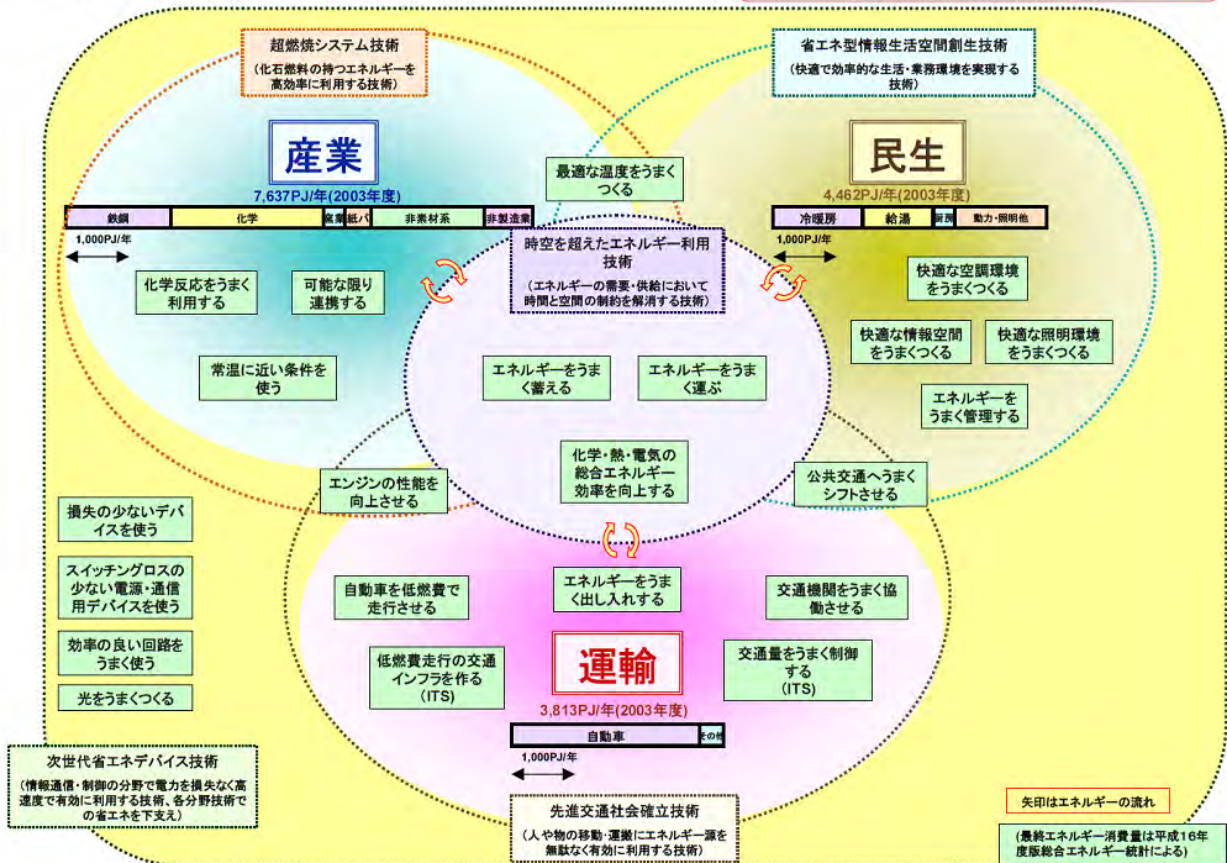 超燃焼システム技術
(化石燃料の持つエネルギーを
高効率に利用する技術)
省エネ型情報生活空間創生技術
(快適で効率的な生活・業務環境を実現する
技術)
産業
7,637PJ/年(2003年度)
鉄鋼 化学 窯業 紙パ 非素材系 非製造業
1,000PJ/年
最適な温度をうまく
つくる
民生
4,462PJ/年(2003年度)
冷暖房 給湯 厨房 動力・照明他
1,000PJ/年
時空を超えたエネルギー利用
技術
(エネルギーの需要・供給において
時間と空間の制約を解消する技術)
化学反応をうまく
利用する
可能な限り
連携する
常温に近い条件を
使う
快適な空調環境
をうまくつくる
快適な情報空間
をうまくつくる
快適な照明環境
をうまくつくる
エネルギーを
うまく管理する
エネルギーをうま
く蓄える
エネルギーをうま
く運ぶ
化学・熱・電気の
総合エネルギー
効率を向上する
エンジンの性能を
向上させる
公共交通へうまく
シフトさせる
損失の少ないデバ
イスを使う
スイッチングロスの
少ない電源・通信
用デバイスを使う
効率の良い回路を
うまく使う
光をうまくつくる
自動車を低燃費で
走行させる
エネルギーをうま
く出し入れする
交通機関をうまく協
働させる
低燃費走行の交通
インフラを作る
(ITS)
運輸
交通量をうまく制御
する
(ITS)
3,813PJ/年(2003年度)
自動車 その他
1,000PJ/年
次世代省エネデバイス技術
(情報通信・制御の分野で電力を損失なく高
速度で有効に利用する技術、各分野技術で
の省エネを下支え)
先進交通社会確立技術
(人や物の移動・運搬にエネルギー源を
無駄なく有効に利用する技術)
矢印はエネルギーの流れ
(最終エネルギー消費量は平成16年
度版総合エネルギー統計による)